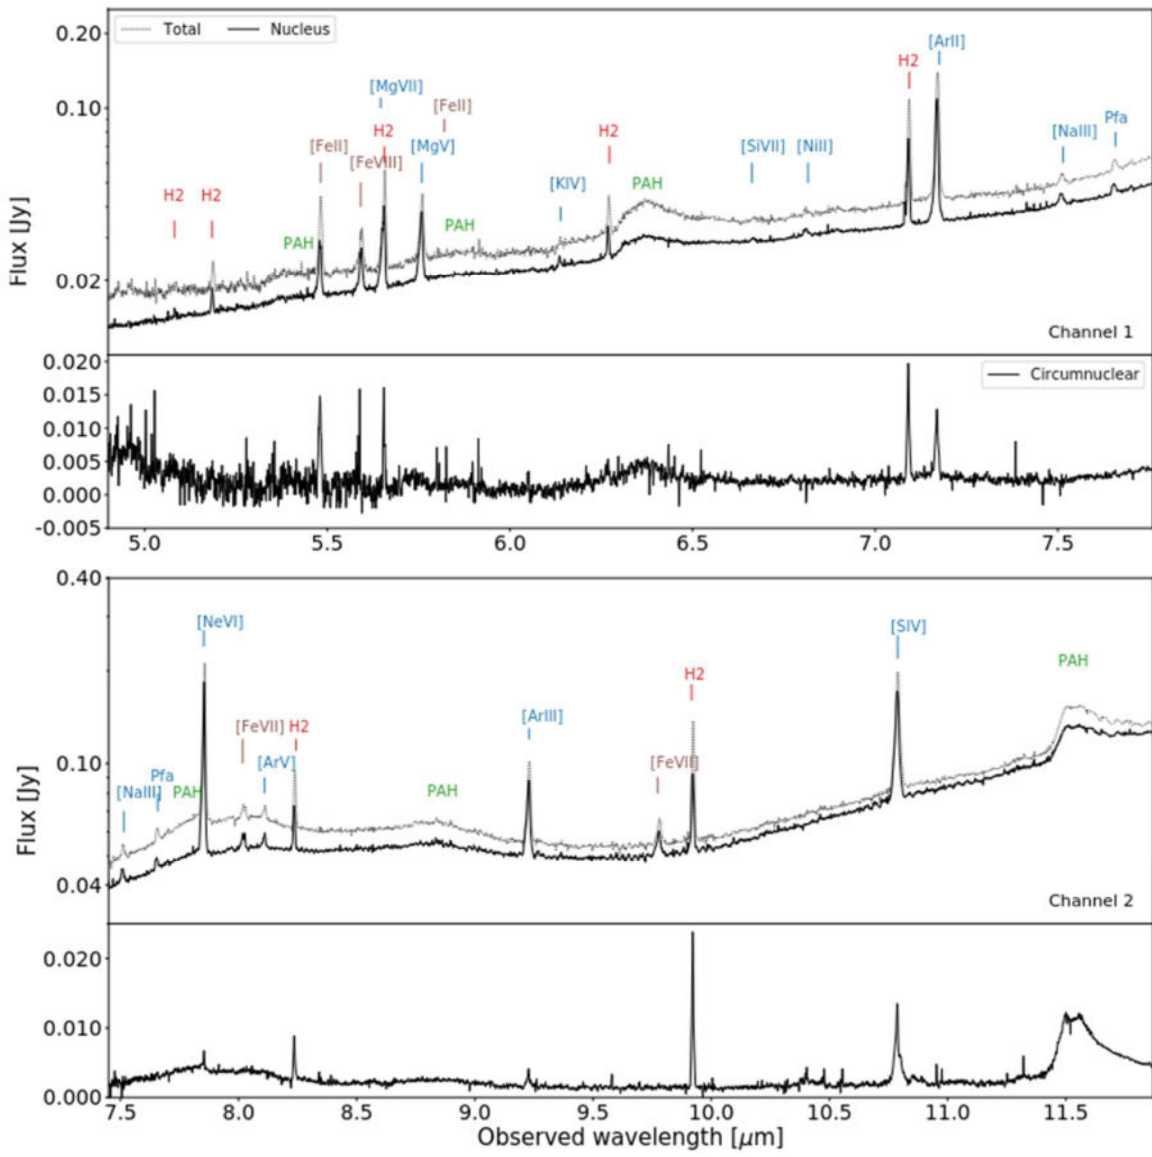 Total Nucleus
[ArII]
H2
[MgVII]
[FeII]
H2
H2
[FeII]
[FeVIII]
[MgV]
[SiVII] [NiII]
[NaIII]
Pfa
H2 H2
[KIV]
PAH
PAH
PAH
0.20
0.10
0.02
Flux [Jy]
Channel 1
Circumnuclear
0.020
0.015
0.010
0.005
0.000
-0.005
5.0 5.5 6.0 6.5 7.0 7.5
[NeVI]
[SIV]
PAH
H2
[ArIII]
[FeVII] H2
[ArV]
[FeVII]
Pfa
[NaIII] PAH
PAH
0.40
0.10
0.04
Flux [Jy]
Channel 2
0.020
0.010
0.000
7.5 8.0 8.5 9.0 9.5 10.0 10.5 11.0 11.5
Observed wavelength [μm]